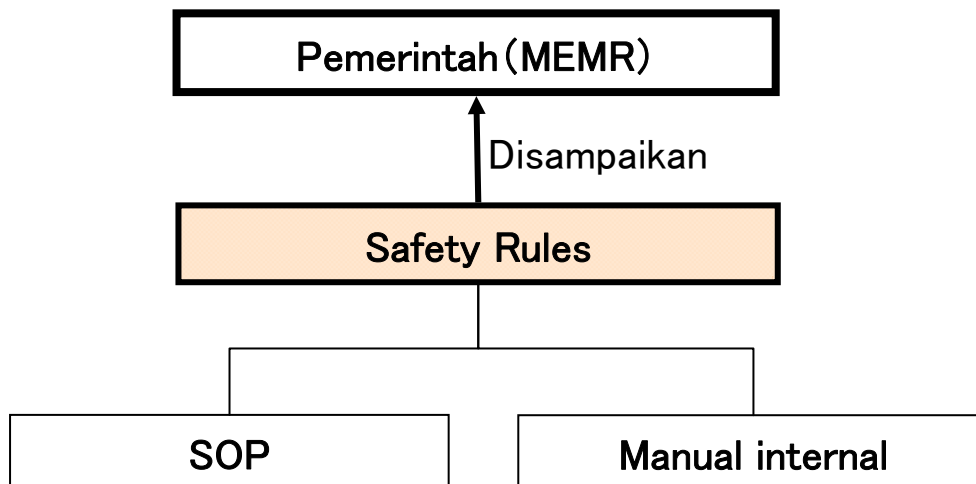 Pemerintah（MEMR）
Disampaikan
Safety Rules
SOP
Manual internal